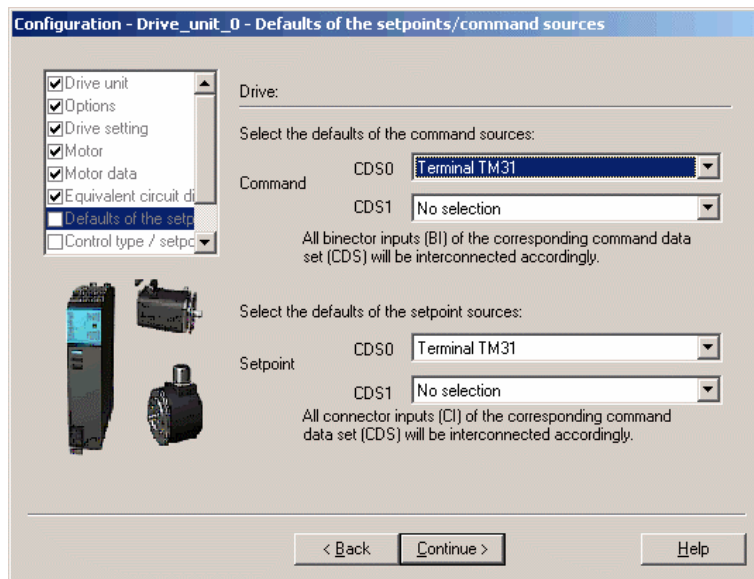 Configuration - Drive_unit_0 - Defaults of the setpoints/command sources
Drive unit
Options
Drive setting
Motor
Motor data
Equivalent circuit di
Defaults of the setp
Control type / setpo
Drive:
Select the defaults of the command sources:
Command
CDS0 Terminal TM31
CDS1 No selection
All binector inputs (BI) of the corresponding command data
set (CDS) will be interconnected accordingly.
Select the defaults of the setpoint sources:
Setpoint
CDS0 Terminal TM31
CDS1 No selection
All connector inputs (CI) of the corresponding command
data set (CDS) will be interconnected accordingly.
< Back Continue > Help